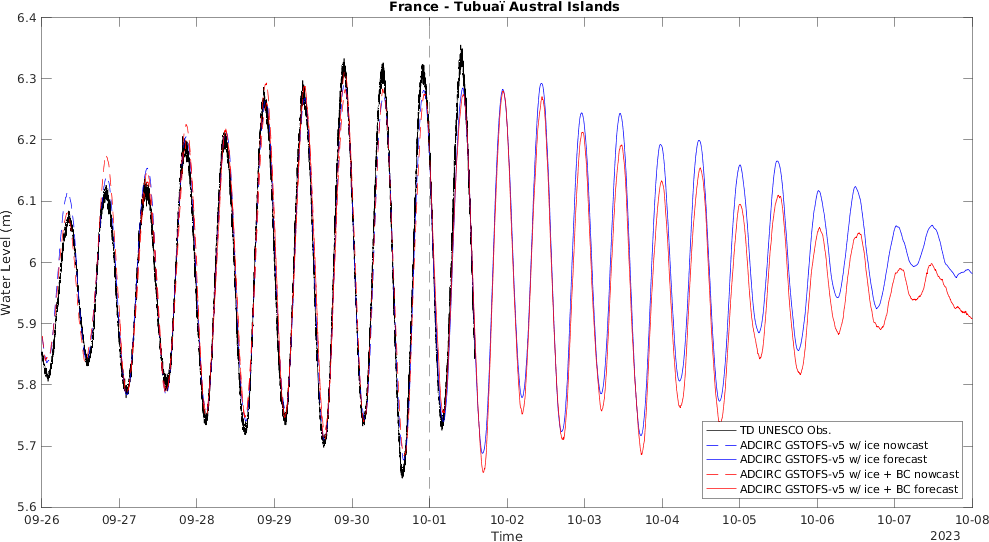 France - Tubuaï Austral Islands
6.4
6.3
6.2
6.1
6
5.9
5.8
5.7
5.6
Water Level (m)
09-26 09-27 09-28 09-29 09-30 10-01 10-02 10-03 10-04 10-05 10-06 10-07 10-08
Time
2023
TD UNESCO Obs.
ADCIRC GSTOFS-v5 w/ ice nowcast
ADCIRC GSTOFS-v5 w/ ice forecast
ADCIRC GSTOFS-v5 w/ ice + BC nowcast
ADCIRC GSTOFS-v5 w/ ice + BC forecast